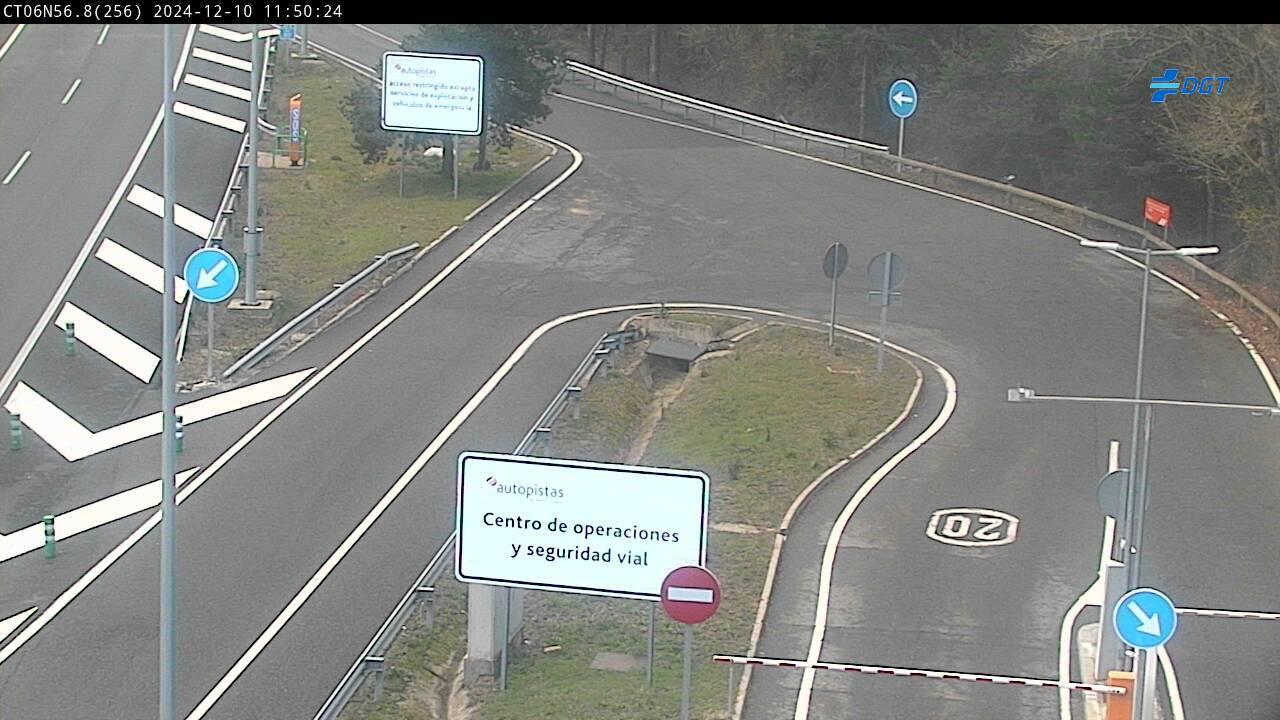 CT06N56.8(256) 2024-12-10 11:50:24
autopistas
acceso restringido excepto
servicios de explotación y
vehículos de emergencia
DGT
autopistas
Centro de operaciones
y seguridad vial
20